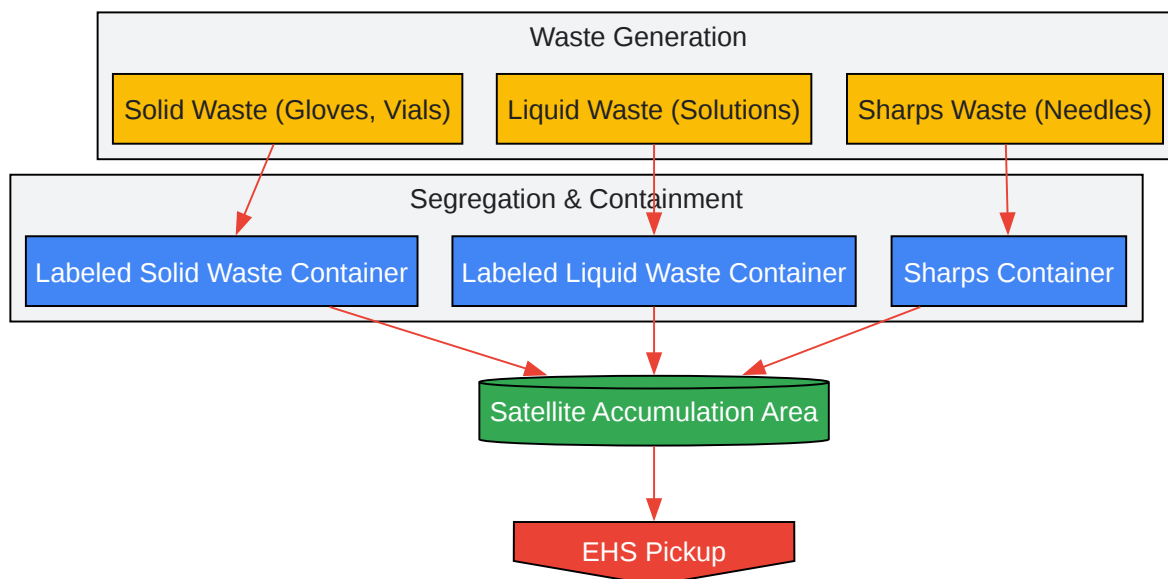 Waste Generation
Solid Waste (Gloves, Vials)
Liquid Waste (Solutions)
Sharps Waste (Needles)
Segregation & Containment
Labeled Solid Waste Container
Labeled Liquid Waste Container
Sharps Container
Satellite Accumulation Area
EHS Pickup